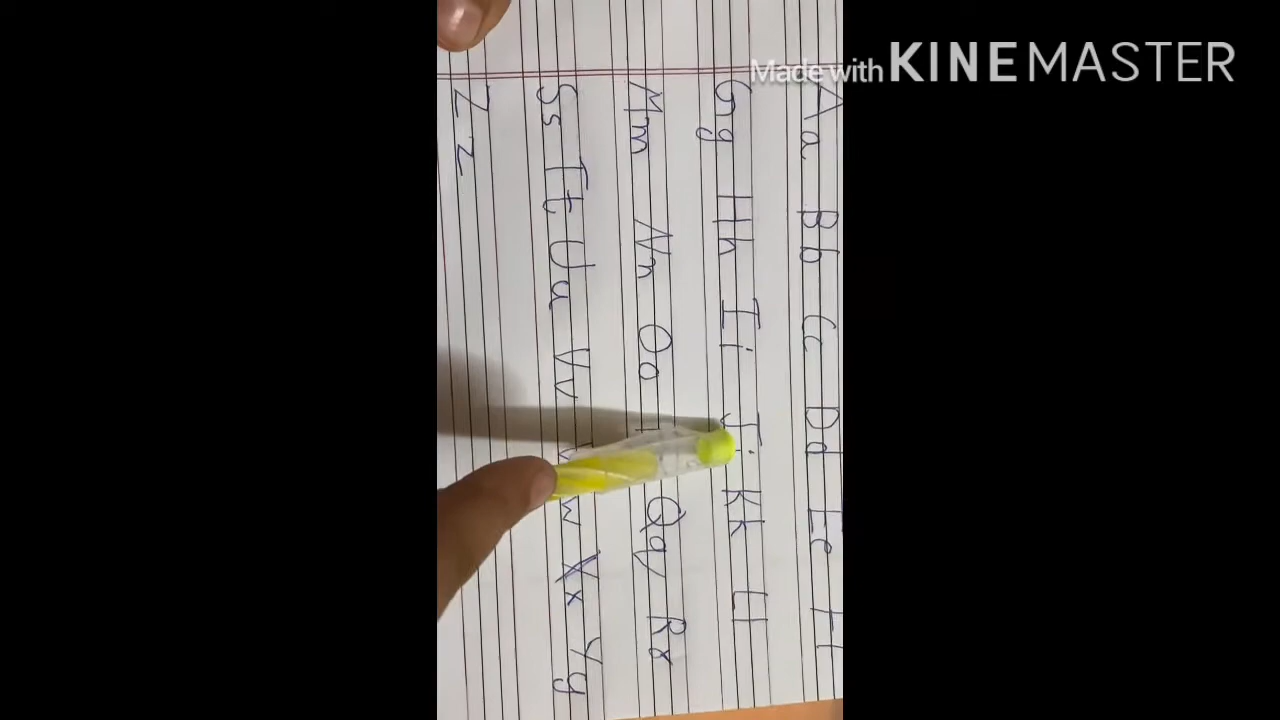 Made with KINEMASTER
Aa Bb Cc Dd Ee
Gg Hh Ii Jj Kk Ll
Mm Nn Oo Qq Rr
Ss Tt Uu Vv w Xx Yy
Zz